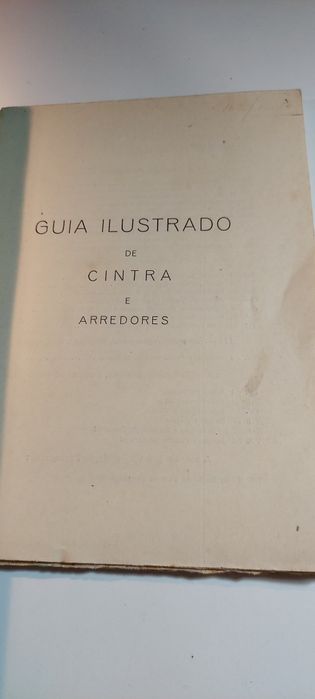 GUIA ILUSTRADO
DE
CINTRA
E
ARREDORES